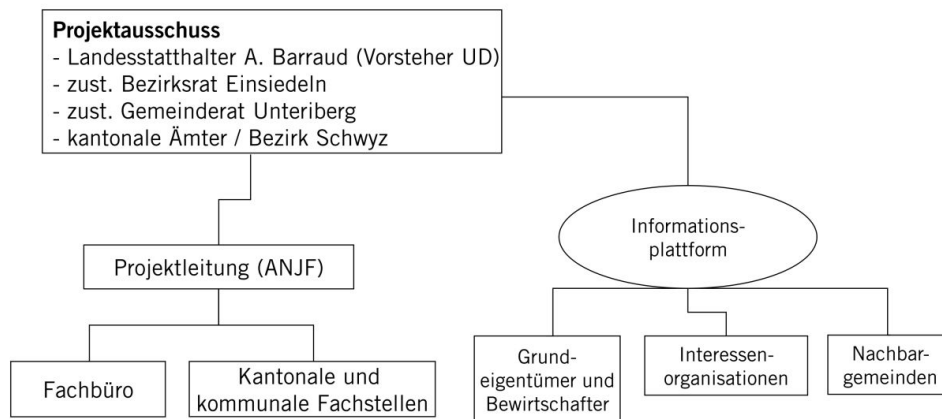 Projektausschuss
- Landesstatthalter A. Barraud (Vorsteher UD)
- zust. Bezirksrat Einsiedeln
- zust. Gemeinderat Unteriberg
- kantonale Ämter / Bezirk Schwyz
Informations-
plattform
Projektleitung (ANJF)
Fachbüro
Kantonale und
kommunale Fachstellen
Grund-
eigentümer und
Bewirtschafter
Interessen-
organisationen
Nachbar-
gemeinden